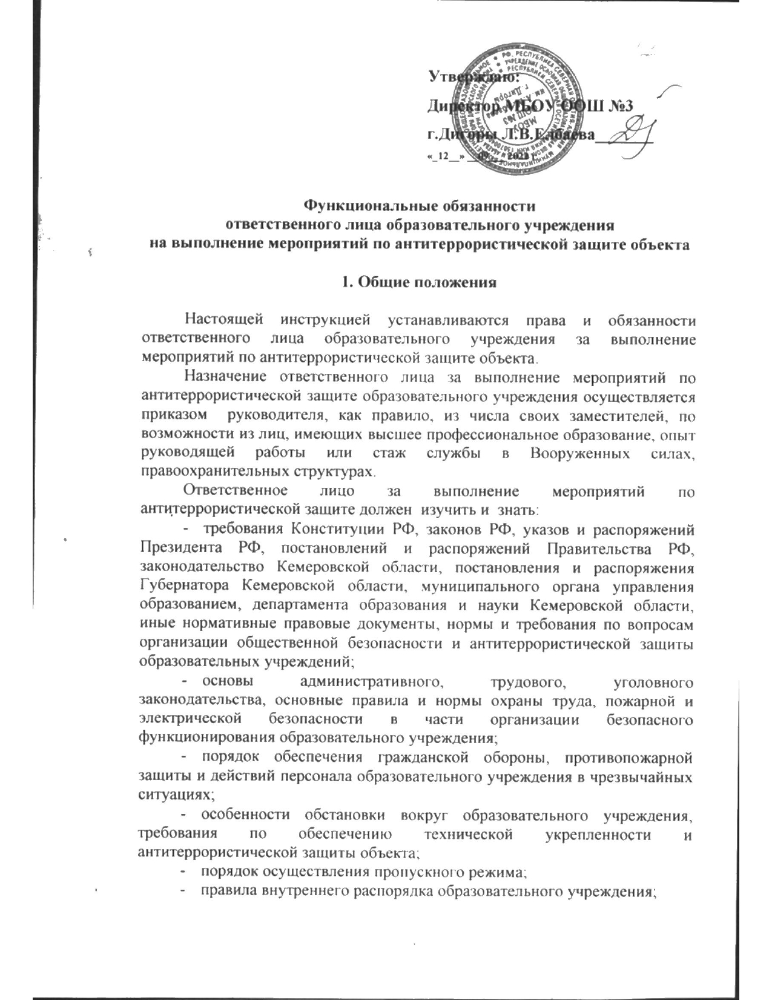 Утверждаю:
Директор МБОУ ООШ №3
г.Дигоры Л.В.Елбаева_______
«_12__» __09___2022 г.
Функциональные обязанности
ответственного лица образовательного учреждения
на выполнение мероприятий по антитеррористической защите объекта
1. Общие положения
Настоящей инструкцией устанавливаются права и обязанности
ответственного лица образовательного учреждения за выполнение
мероприятий по антитеррористической защите объекта.
Назначение ответственного лица за выполнение мероприятий по
антитеррористической защите образовательного учреждения осуществляется
приказом руководителя, как правило, из числа своих заместителей, по
возможности из лиц, имеющих высшее профессиональное образование, опыт
руководящей работы или стаж службы в Вооруженных силах,
правоохранительных структурах.
Ответственное лицо за выполнение мероприятий по
антитеррористической защите должен изучить и знать:
- требования Конституции РФ, законов РФ, указов и распоряжений
Президента РФ, постановлений и распоряжений Правительства РФ,
законодательство Кемеровской области, постановления и распоряжения
Губернатора Кемеровской области, муниципального органа управления
образованием, департамента образования и науки Кемеровской области,
иные нормативные правовые документы, нормы и требования по вопросам
организации общественной безопасности и антитеррористической защиты
образовательных учреждений;
- основы административного, трудового, уголовного
законодательства, основные правила и нормы охраны труда, пожарной и
электрической безопасности в части организации безопасного
функционирования образовательного учреждения;
- порядок обеспечения гражданской обороны, противопожарной
защиты и действий персонала образовательного учреждения в чрезвычайных
ситуациях;
- особенности обстановки вокруг образовательного учреждения,
требования по обеспечению технической укрепленности и
антитеррористической защиты объекта;
- порядок осуществления пропускного режима;
- правила внутреннего распорядка образовательного учреждения;